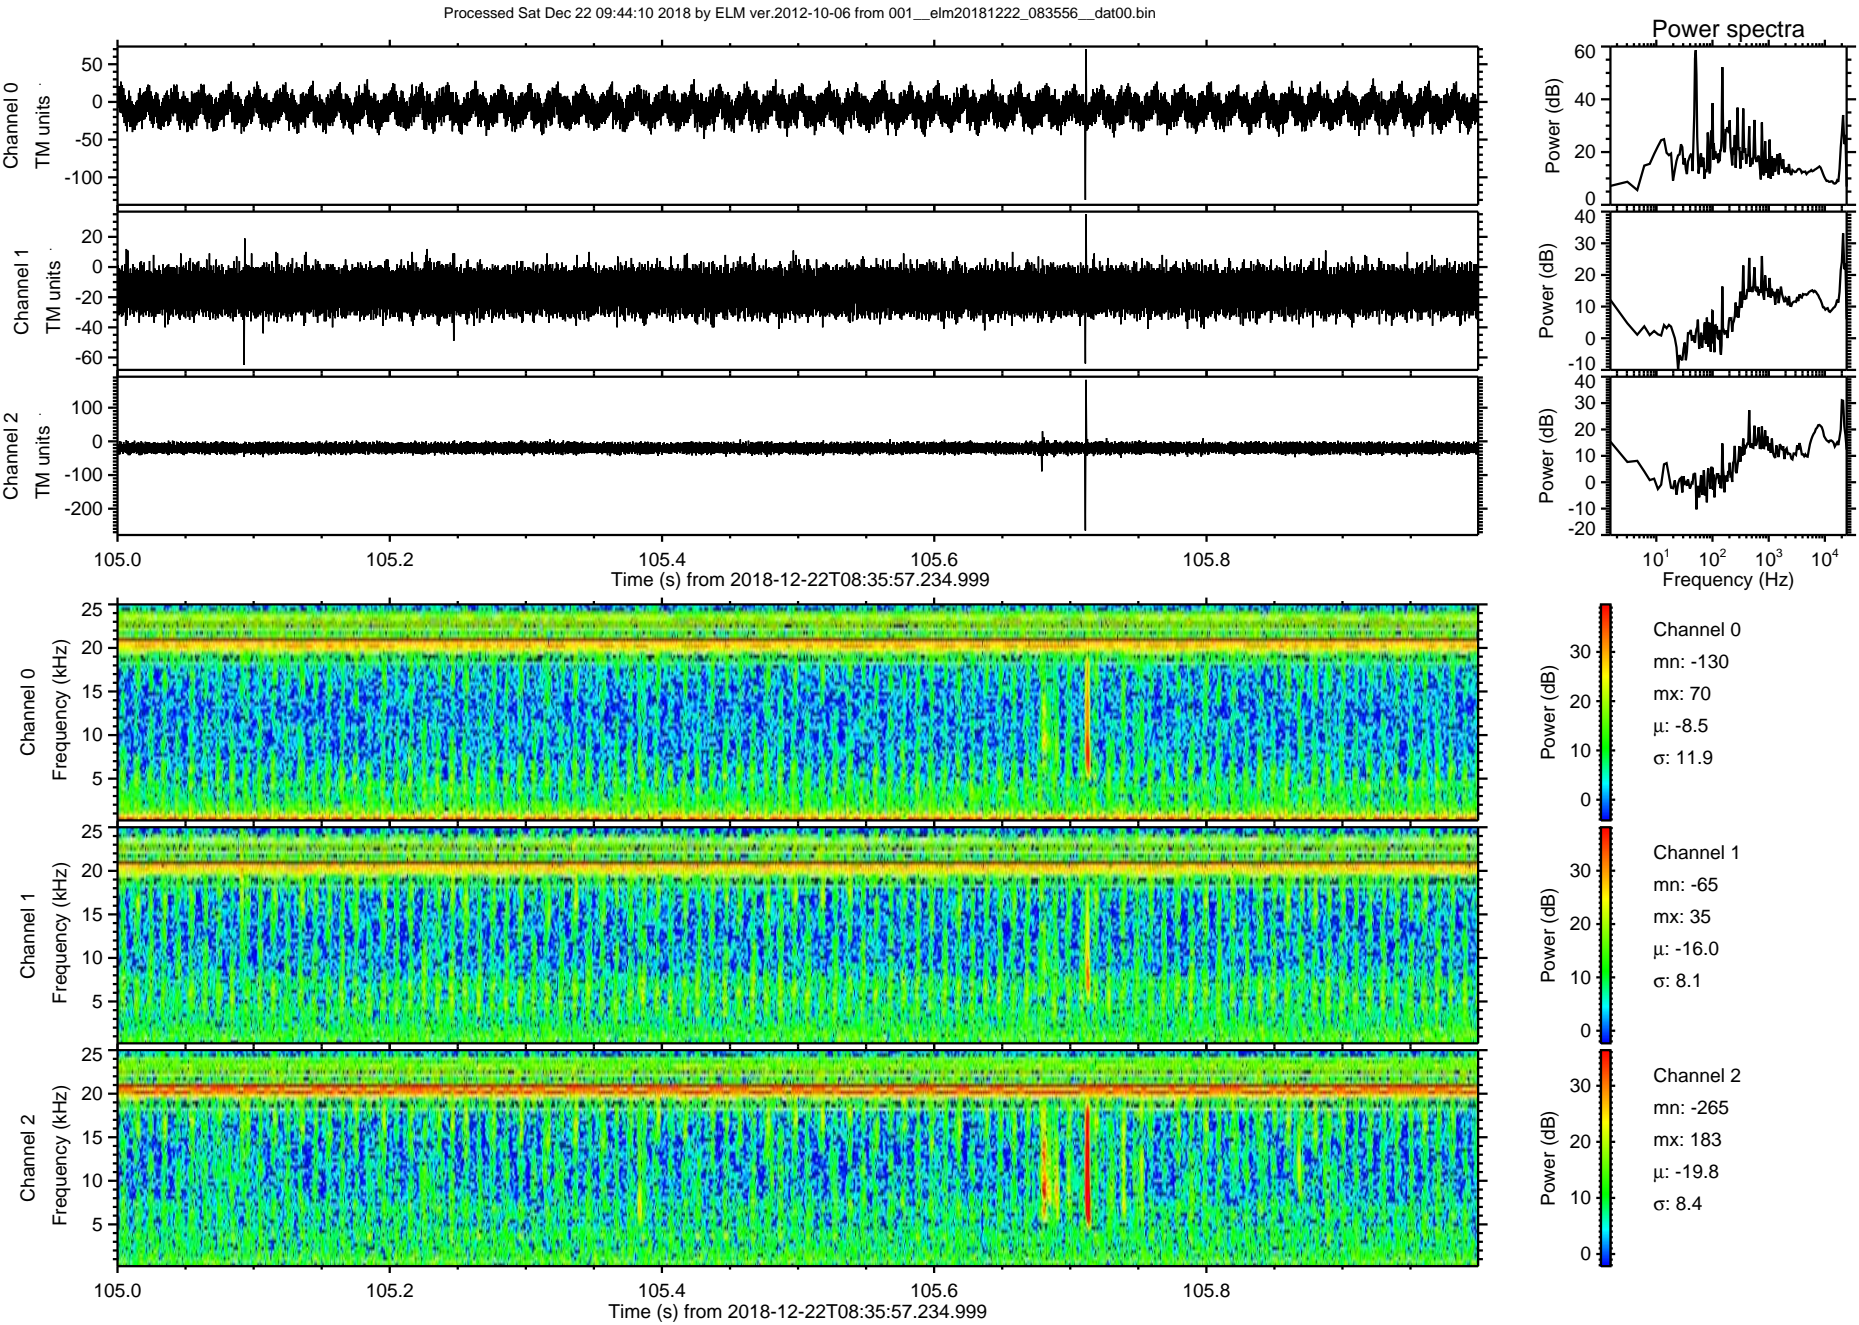 Processed Sat Dec 22 09:44:10 2018 by ELM ver.2012-10-06 from 001__elm20181222_083556__dat00.bin
Power spectra
Channel 0
TM units
50
0
-50
-100
Power (dB)
60
40
20
0
Channel 1
TM units
20
0
-20
-40
-60
Power (dB)
40
30
20
10
0
-10
Channel 2
TM units
100
0
-100
-200
Power (dB)
40
30
20
10
0
-10
-20
105.0 105.2 105.4 105.6 105.8
Time (s) from 2018-12-22T08:35:57.234.999
10^1 10^2 10^3 10^4
Frequency (Hz)
Channel 0
Frequency (kHz)
25
20
15
10
5
Power (dB)
30
20
10
0
Channel 0
mn: -130
mx: 70
μ: -8.5
σ: 11.9
Channel 1
Frequency (kHz)
25
20
15
10
5
Power (dB)
30
20
10
0
Channel 1
mn: -65
mx: 35
μ: -16.0
σ: 8.1
Channel 2
Frequency (kHz)
25
20
15
10
5
Power (dB)
30
20
10
0
Channel 2
mn: -265
mx: 183
μ: -19.8
σ: 8.4
105.0 105.2 105.4 105.6 105.8
Time (s) from 2018-12-22T08:35:57.234.999